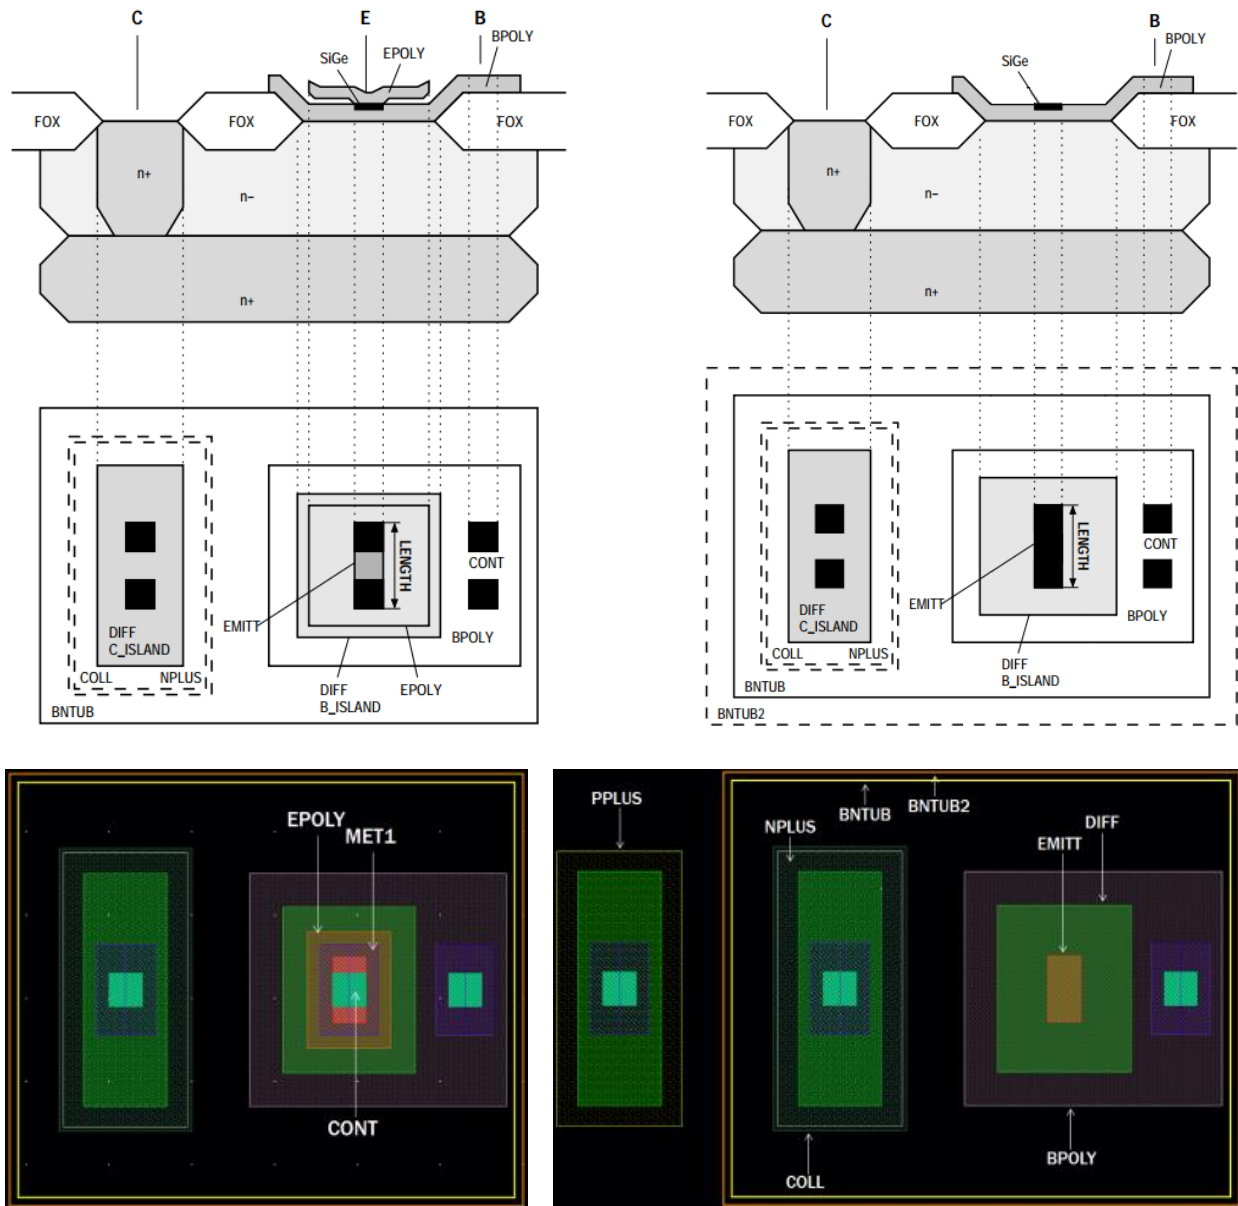 C
E
B
BPOLY
SiGe
EPOLY
FOX
FOX
FOX
n+
n−
n+
LENGTH
CONT
EMITT
DIFF
C_ISLAND
BPOLY
COLL
NPLUS
DIFF
B_ISLAND
EPOLY
BNTUB
C
B
BPOLY
SiGe
FOX
FOX
FOX
n+
n−
n+
LENGTH
CONT
EMITT
DIFF
C_ISLAND
BPOLY
COLL
NPLUS
DIFF
B_ISLAND
BNTUB
BNTUB2
EPOLY
MET1
CONT
PPLUS
NPLUS
BNTUB
BNTUB2
DIFF
EMITT
COLL
BPOLY